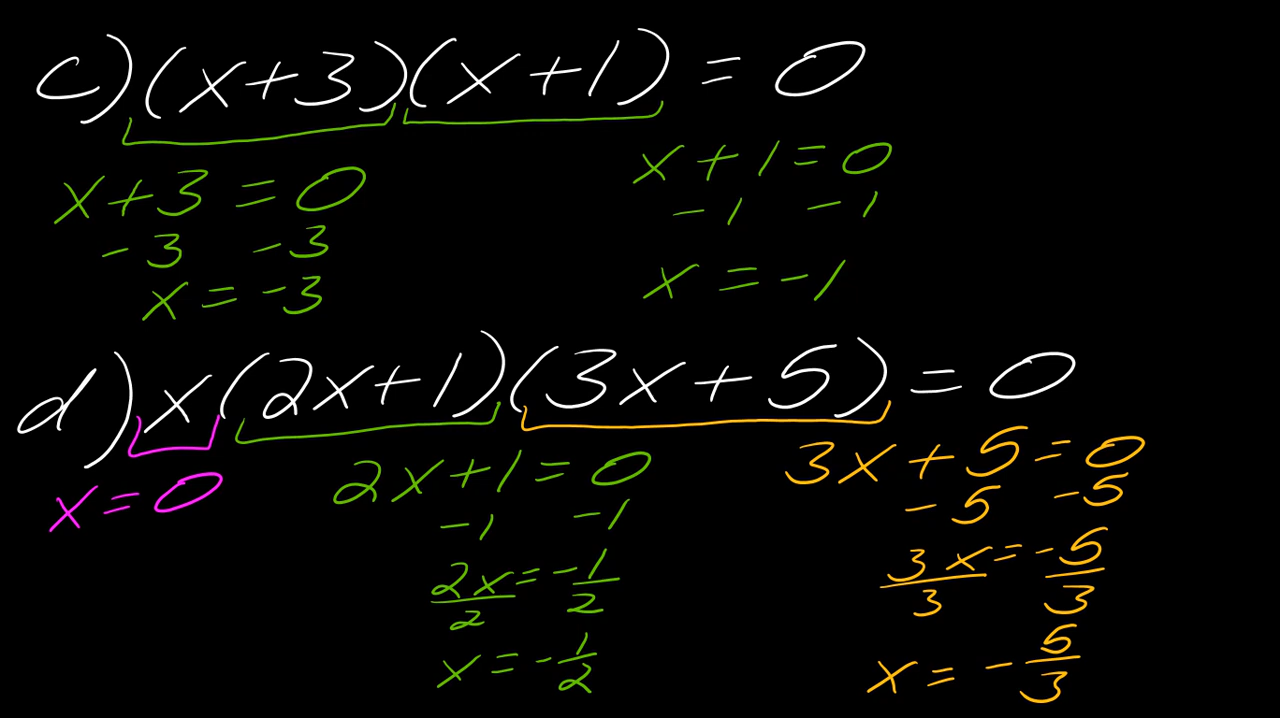 c) (x+3)(x+1) = 0
x+3 = 0
-3 -3
x = -3
x+1 = 0
-1 -1
x = -1
d) x(2x+1)(3x+5) = 0
x = 0
2x+1 = 0
-1 -1
2x/2 = -1/2
x = -1/2
3x+5 = 0
-5 -5
3x/3 = -5/3
x = -5/3